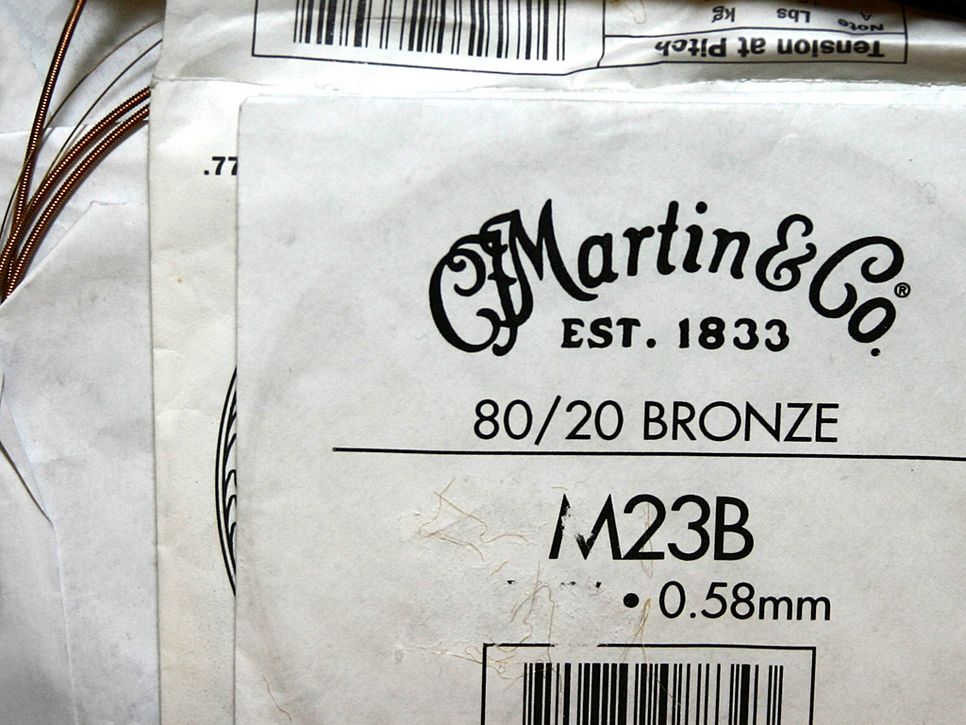 Note Lbs kg
A
Tension at Pitch
.77
CFMartin & Co.®
EST. 1833
80/20 BRONZE
M23B
• 0.58mm